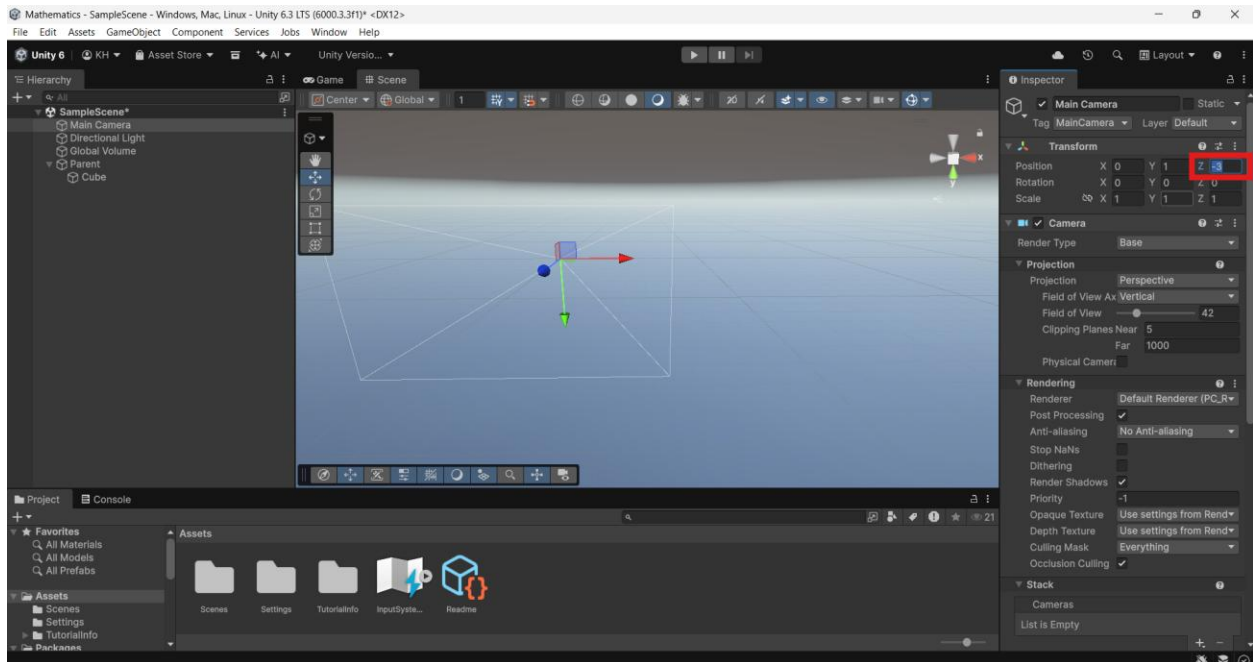 Mathematics - SampleScene - Windows, Mac, Linux - Unity 6.3 LTS (6000.3.3f1)* <DX12>
File Edit Assets GameObject Component Services Jobs Window Help
Unity 6 KH Asset Store AI Unity Versio...
Layout
Hierarchy
All
SampleScene*
Main Camera
Directional Light
Global Volume
Parent
Cube
Game Scene
Center Global 1
x
y
Inspector
Main Camera Static
Tag MainCamera Layer Default
Transform
Position X 0 Y 1 Z -3
Rotation X 0 Y 0 Z 0
Scale X 1 Y 1 Z 1
Camera
Render Type Base
Projection
Projection Perspective
Field of View Ax Vertical
Field of View 42
Clipping Planes Near 5
Far 1000
Physical Camera
Rendering
Renderer Default Renderer (PC_R
Post Processing
Anti-aliasing No Anti-aliasing
Stop NaNs
Dithering
Render Shadows
Priority -1
Opaque Texture Use settings from Rend
Depth Texture Use settings from Rend
Culling Mask Everything
Occlusion Culling
Stack
Cameras
List is Empty
Project Console
21
Favorites
All Materials
All Models
All Prefabs
Assets
Scenes
Settings
TutorialInfo
Packages
Assets
Scenes Settings TutorialInfo InputSyste... Readme